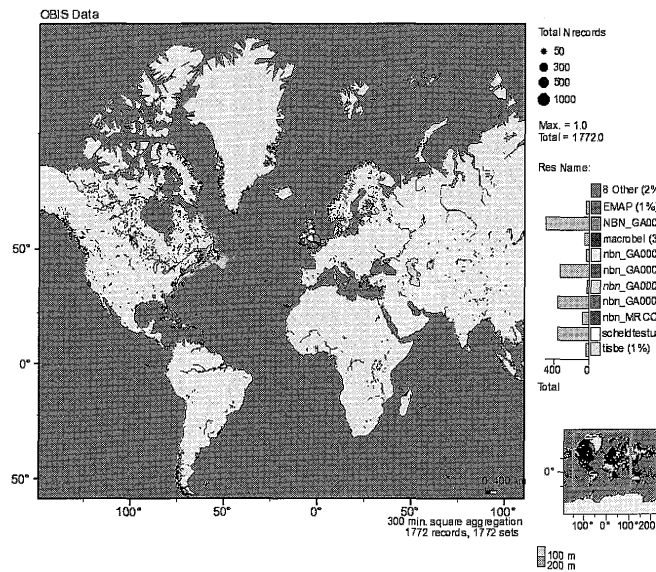 OBIS Data
Total N records
50
300
500
1000
Max. = 1.0
Total = 1772.0
Res Name:
8 Other (2%
EMAP (1%)
NBN_GA00
macrobel (3
nbn_GA000
nbn_GA000
nbn_GA000
nbn_GA000
nbn_MRCC
scheldtestu
tisbe (1%)
400 0
Total
50°
0°
50°
100° 50° 0° 50° 100°
300 min. square aggregation
1772 records, 1772 sets
0°
100° 0° 100°200
100 m
200 m